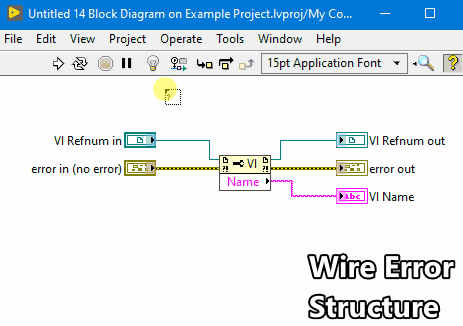 Untitled 14 Block Diagram on Example Project.lvproj/My Co...
File Edit View Project Operate Tools Window Help
15pt Application Font
VI Refnum in
VI Refnum out
error in (no error)
VI
error out
Name
abc
VI Name
Wire Error
Structure